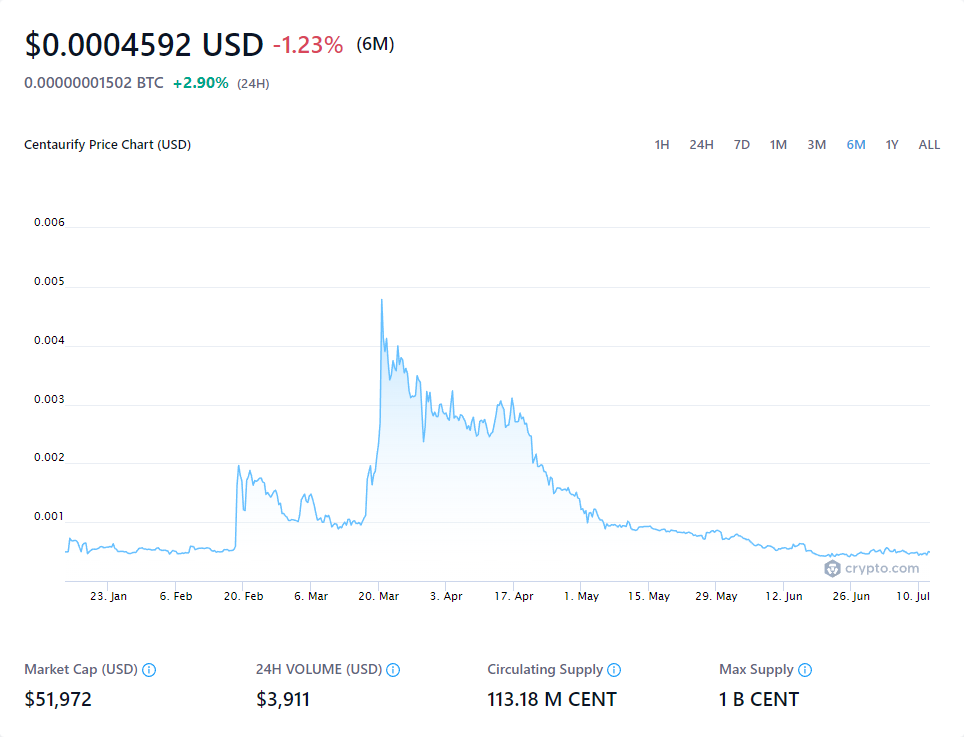 $0.0004592 USD -1.23% (6M)
0.00000001502 BTC +2.90% (24H)
Centaurify Price Chart (USD) 1H 24H 7D 1M 3M 6M 1Y ALL
0.006
0.005
0.004
0.003
0.002
0.001
crypto.com
23. Jan 6. Feb 20. Feb 6. Mar 20. Mar 3. Apr 17. Apr 1. May 15. May 29. May 12. Jun 26. Jun 10. Jul
Market Cap (USD) 24H VOLUME (USD) Circulating Supply Max Supply
$51,972 $3,911 113.18 M CENT 1 B CENT